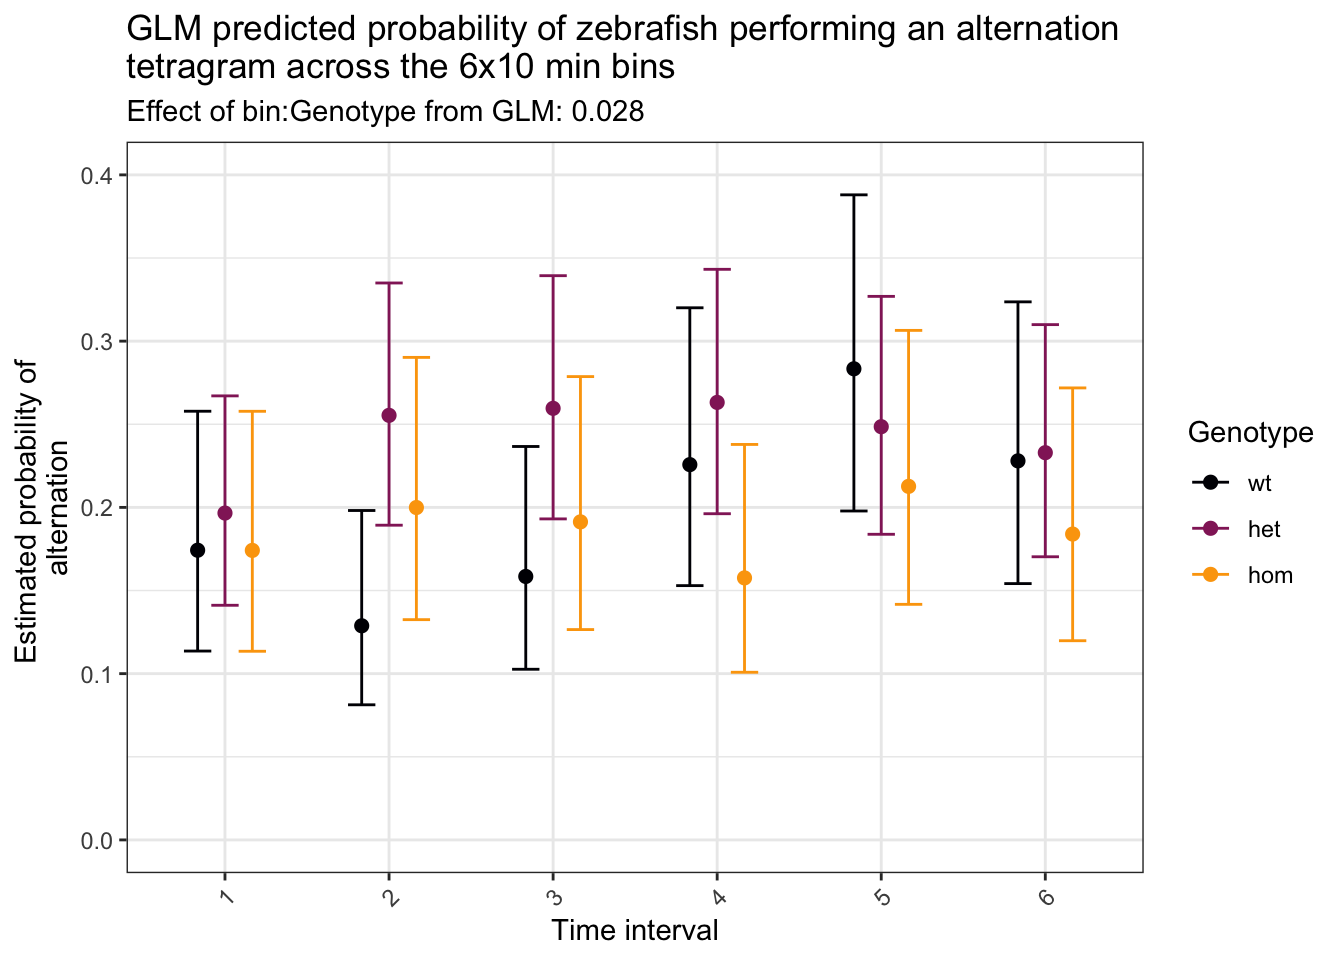 GLM predicted probability of zebrafish performing an alternation
tetragram across the 6x10 min bins
Effect of bin:Genotype from GLM: 0.028
Estimated probability of
alternation
0.4
0.3
0.2
0.1
0.0
1
2
3
4
5
6
Time interval
Genotype
wt
het
hom